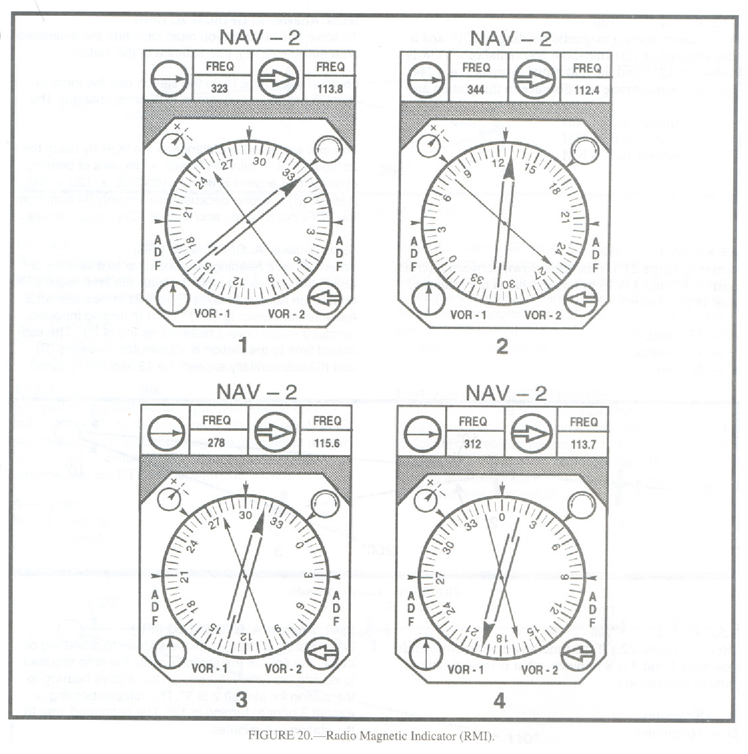 NAV – 2
FREQ FREQ
323 113.8
30 33 0 3 6 9 12 15 18 21 24 27
ADF ADF
VOR - 1 VOR - 2
1
NAV – 2
FREQ FREQ
344 112.4
12 15 18 21 24 27 30 33 0 3 6 9
ADF ADF
VOR - 1 VOR - 2
2
NAV – 2
FREQ FREQ
278 115.6
30 33 0 3 6 9 12 15 18 21 24 27
ADF ADF
VOR - 1 VOR - 2
3
NAV – 2
FREQ FREQ
312 113.7
0 3 6 9 12 15 18 21 24 27 30 33
ADF ADF
VOR - 1 VOR - 2
4
FIGURE 20.—Radio Magnetic Indicator (RMI).